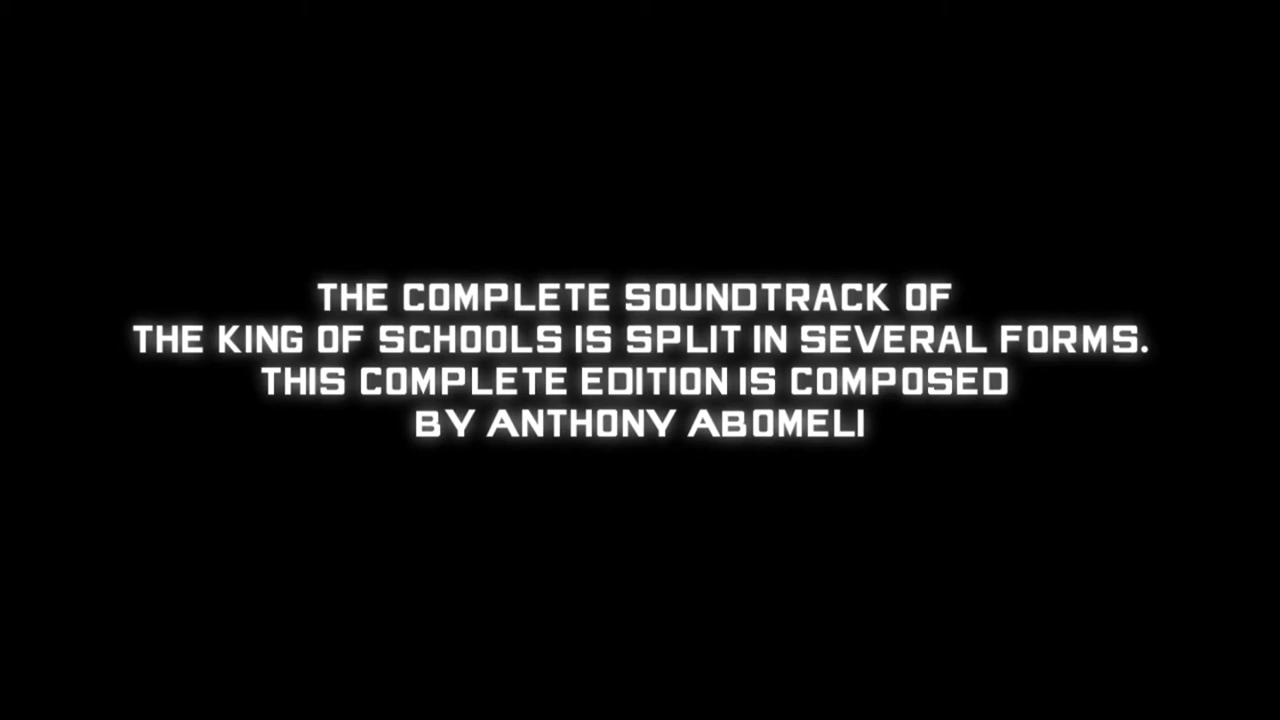 THE COMPLETE SOUNDTRACK OF
THE KING OF SCHOOLS IS SPLIT IN SEVERAL FORMS.
THIS COMPLETE EDITION IS COMPOSED
BY ANTHONY ABOMELI